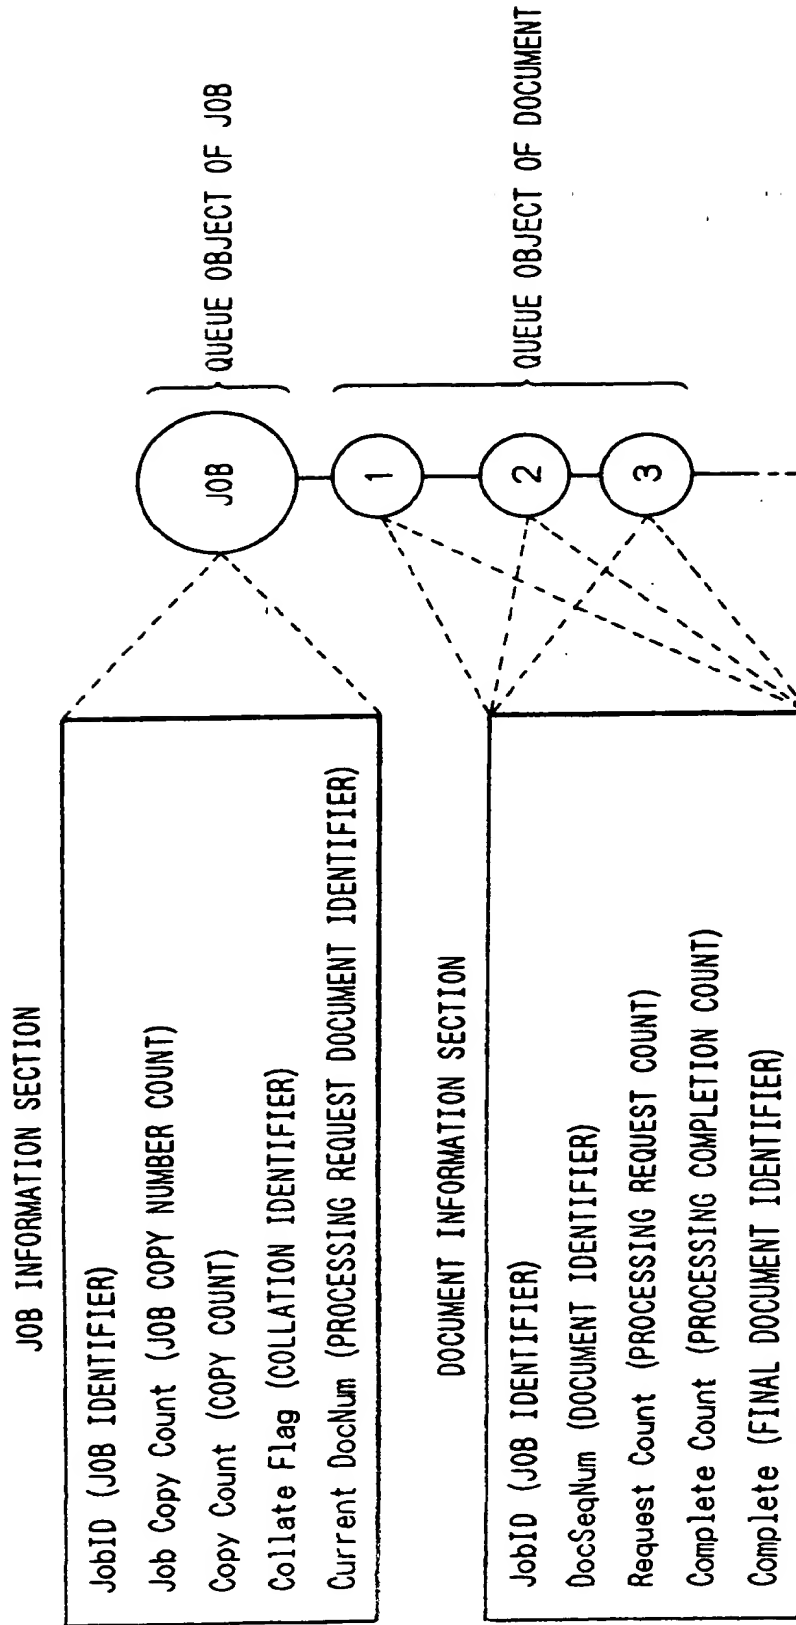 JOB INFORMATION SECTION
JobID (JOB IDENTIFIER)
Job Copy Count (JOB COPY NUMBER COUNT)
Copy Count (COPY COUNT)
Collate Flag (COLLATION IDENTIFIER)
Current DocNum (PROCESSING REQUEST DOCUMENT IDENTIFIER)
JOB
QUEUE OBJECT OF JOB
DOCUMENT INFORMATION SECTION
JobID (JOB IDENTIFIER)
DocSeqNum (DOCUMENT IDENTIFIER)
Request Count (PROCESSING REQUEST COUNT)
Complete Count (PROCESSING COMPLETION COUNT)
Complete (FINAL DOCUMENT IDENTIFIER)
1
2
3
QUEUE OBJECT OF DOCUMENT